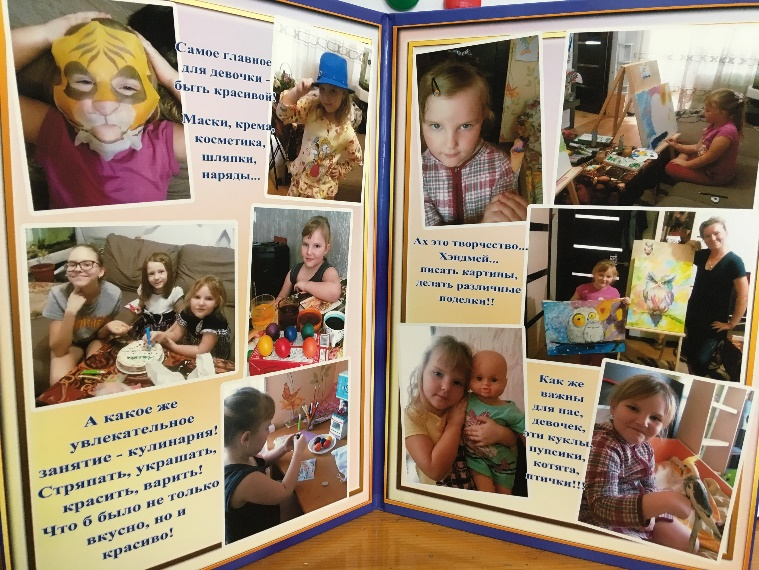 Самое главное
для девочки -
быть красивой!
Маски, крема,
косметика,
шляпки,
наряды...
А какое же
увлекательное
занятие - кулинария!
Стряпать, украшать,
красить, варить!
Что б было не только
вкусно, но и
красиво!
Ах это творчество...
Хэндмей...
писать картины,
делать различные
поделки!!
Как же
важны
для нас,
девочек,
эти куклы,
пупсики,
котята,
птички!!!